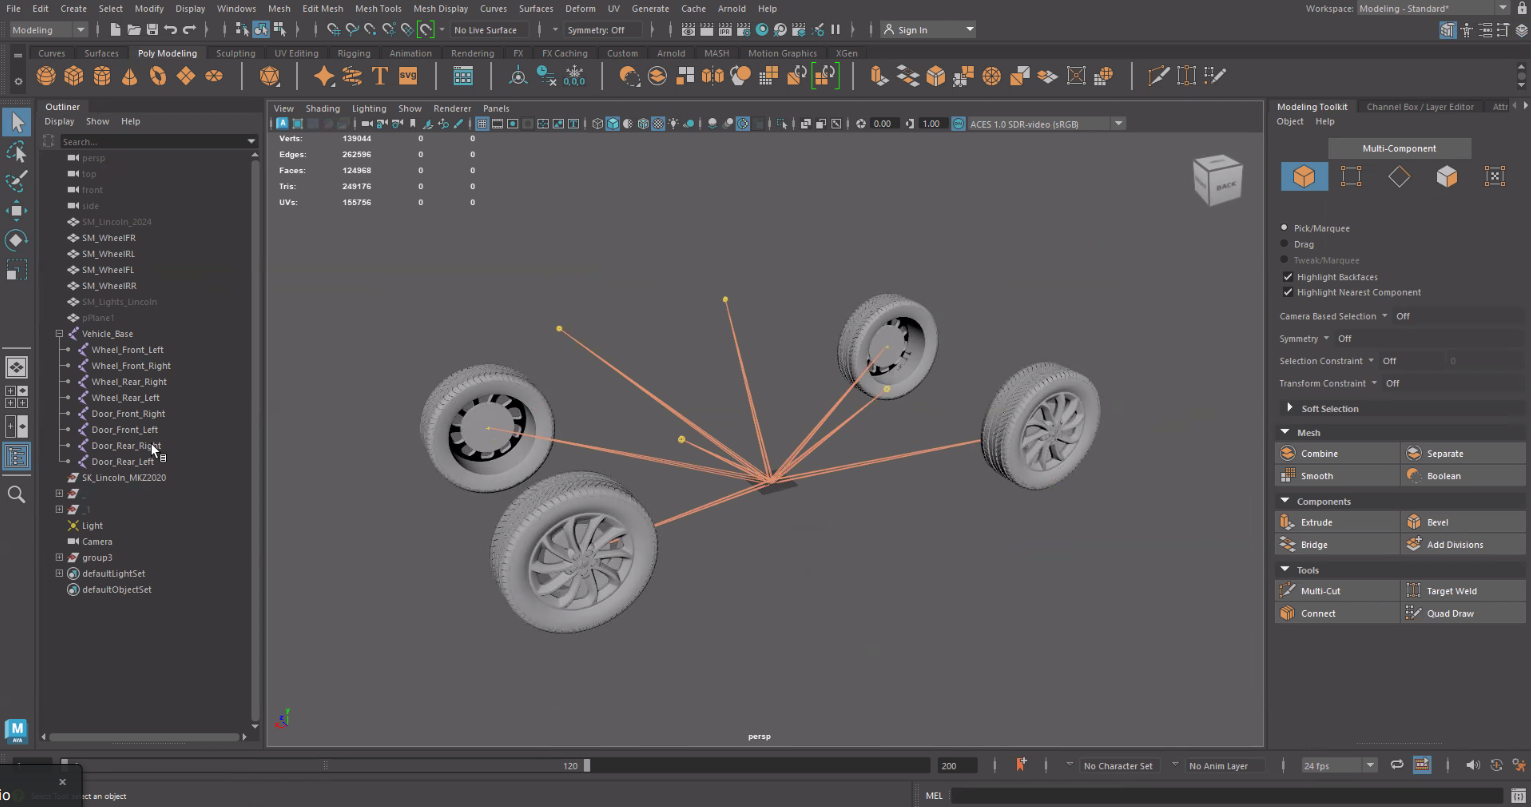 File Edit Create Select Modify Display Windows Mesh Edit Mesh Mesh Tools Mesh Display Curves Surfaces Deform UV Generate Cache Arnold Help
Workspace: Modeling - Standard*
Modeling No Live Surface Symmetry: Off Sign In
Curves Surfaces Poly Modeling Sculpting UV Editing Rigging Animation Rendering FX FX Caching Custom Arnold MASH Motion Graphics XGen
SVG 0,0,0
Outliner
Display Show Help
Search...
persp
top
front
side
SM_Lincoln_2024
SM_WheelFR
SM_WheelRL
SM_WheelFL
SM_WheelRR
SM_Lights_Lincoln
pPlane1
Vehicle_Base
Wheel_Front_Left
Wheel_Front_Right
Wheel_Rear_Right
Wheel_Rear_Left
Door_Front_Right
Door_Front_Left
Door_Rear_Right
Door_Rear_Left
SK_Lincoln_MKZ2020
_
_1
Light
Camera
group3
defaultLightSet
defaultObjectSet
View Shading Lighting Show Renderer Panels
0.00 1.00 ACES 1.0 SDR-video (sRGB)
Verts: 139044 0 0
Edges: 262596 0 0
Faces: 124968 0 0
Tris: 249176 0 0
UVs: 155756 0 0
BACK
persp
Modeling Toolkit Channel Box / Layer Editor Attr
Object Help
Multi-Component
Pick/Marquee
Drag
Tweak/Marquee
Highlight Backfaces
Highlight Nearest Component
Camera Based Selection Off
Symmetry Off
Selection Constraint Off 0
Transform Constraint Off
Soft Selection
Mesh
Combine Separate
Smooth Boolean
Components
Extrude Bevel
Bridge Add Divisions
Tools
Multi-Cut Target Weld
Connect Quad Draw
M
120 200 No Character Set No Anim Layer 24 fps
io
MEL